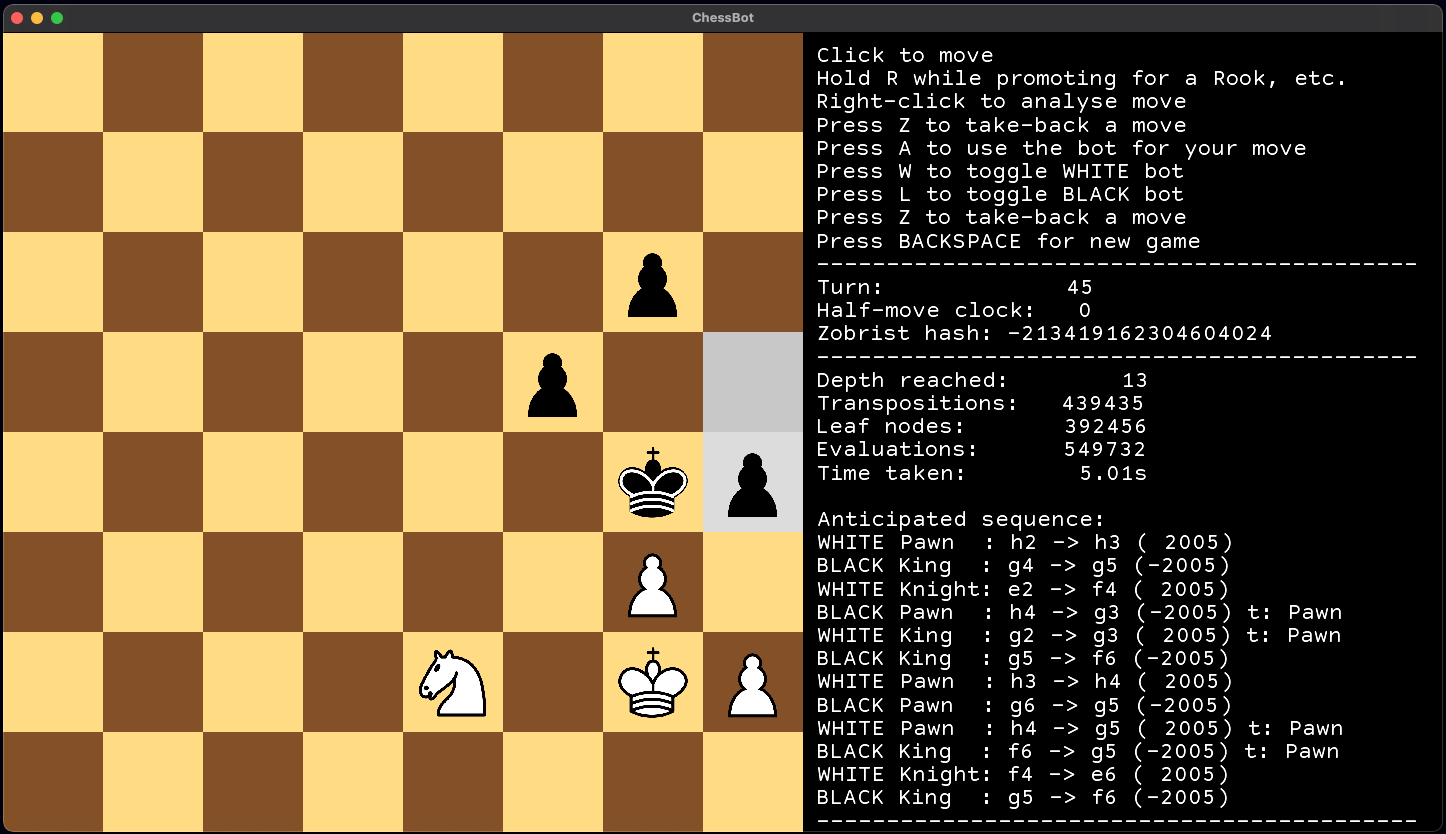 ChessBot
Click to move
Hold R while promoting for a Rook, etc.
Right-click to analyse move
Press Z to take-back a move
Press A to use the bot for your move
Press W to toggle WHITE bot
Press L to toggle BLACK bot
Press Z to take-back a move
Press BACKSPACE for new game
-------------------------------------------
Turn: 45
Half-move clock: 0
Zobrist hash: -213419162304604024
-------------------------------------------
Depth reached: 13
Transpositions: 439435
Leaf nodes: 392456
Evaluations: 549732
Time taken: 5.01s
Anticipated sequence:
WHITE Pawn  : h2 -> h3 ( 2005)
BLACK King  : g4 -> g5 (-2005)
WHITE Knight: e2 -> f4 ( 2005)
BLACK Pawn  : h4 -> g3 (-2005) t: Pawn
WHITE King  : g2 -> g3 ( 2005) t: Pawn
BLACK King  : g5 -> f6 (-2005)
WHITE Pawn  : h3 -> h4 ( 2005)
BLACK Pawn  : g6 -> g5 (-2005)
WHITE Pawn  : h4 -> g5 ( 2005) t: Pawn
BLACK King  : f6 -> g5 (-2005) t: Pawn
WHITE Knight: f4 -> e6 ( 2005)
BLACK King  : g5 -> f6 (-2005)
-------------------------------------------